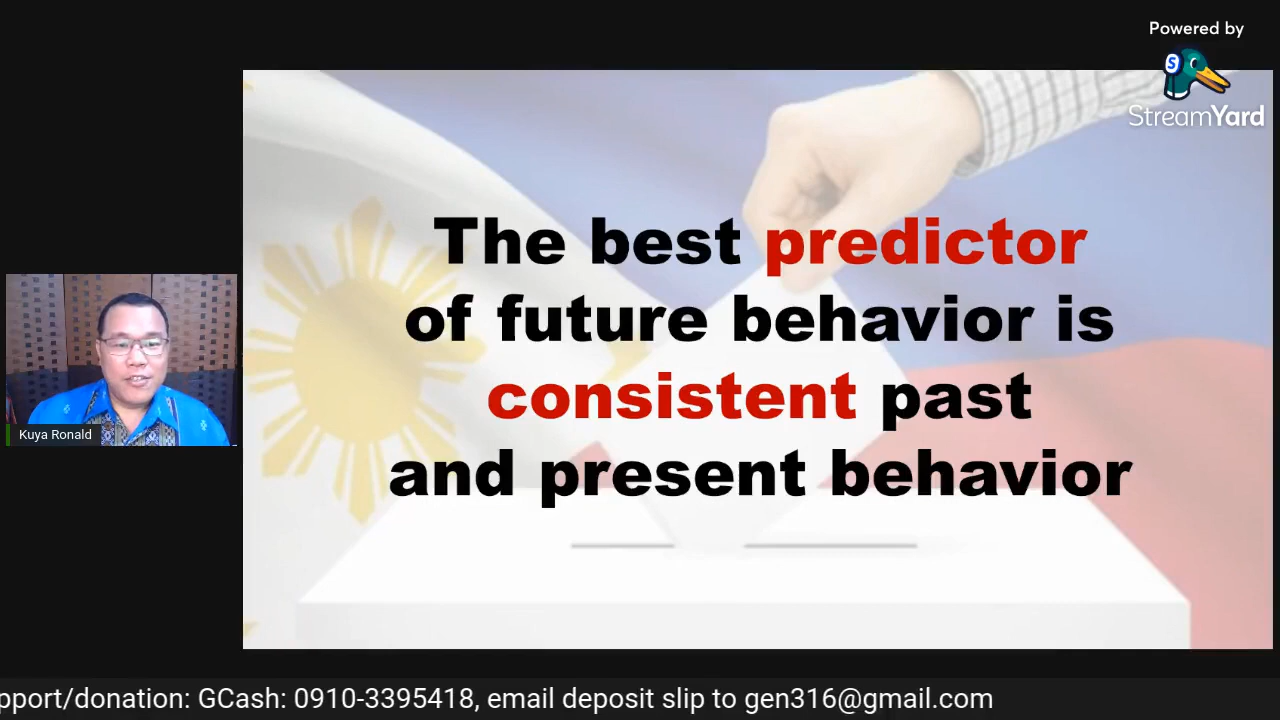 Powered by
StreamYard
The best predictor
of future behavior is
consistent past
and present behavior
Kuya Ronald
pport/donation: GCash: 0910-3395418, email deposit slip to gen316@gmail.com